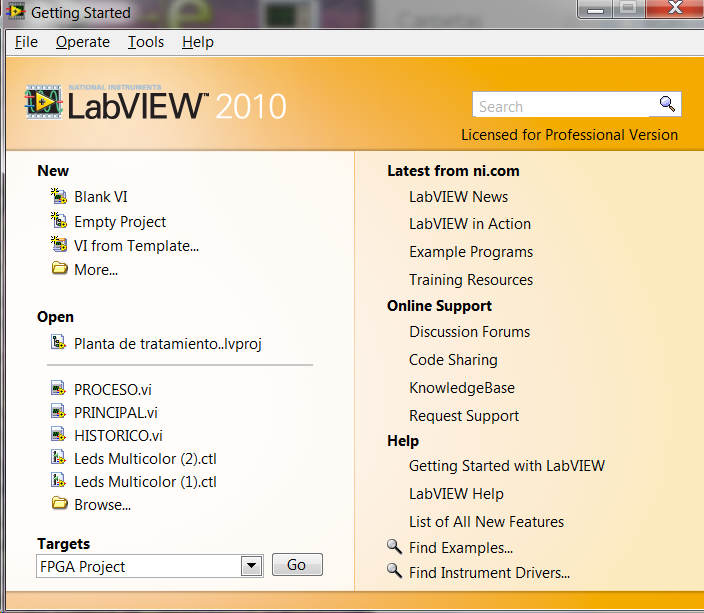 Getting Started
File Operate Tools Help
NATIONAL INSTRUMENTS
LabVIEW™ 2010
Search
Licensed for Professional Version
New
Blank VI
Empty Project
VI from Template...
More...
Open
Planta de tratamiento..lvproj
PROCESO.vi
PRINCIPAL.vi
HISTORICO.vi
Leds Multicolor (2).ctl
Leds Multicolor (1).ctl
Browse...
Targets
FPGA Project
Go
Latest from ni.com
LabVIEW News
LabVIEW in Action
Example Programs
Training Resources
Online Support
Discussion Forums
Code Sharing
KnowledgeBase
Request Support
Help
Getting Started with LabVIEW
LabVIEW Help
List of All New Features
Find Examples...
Find Instrument Drivers...